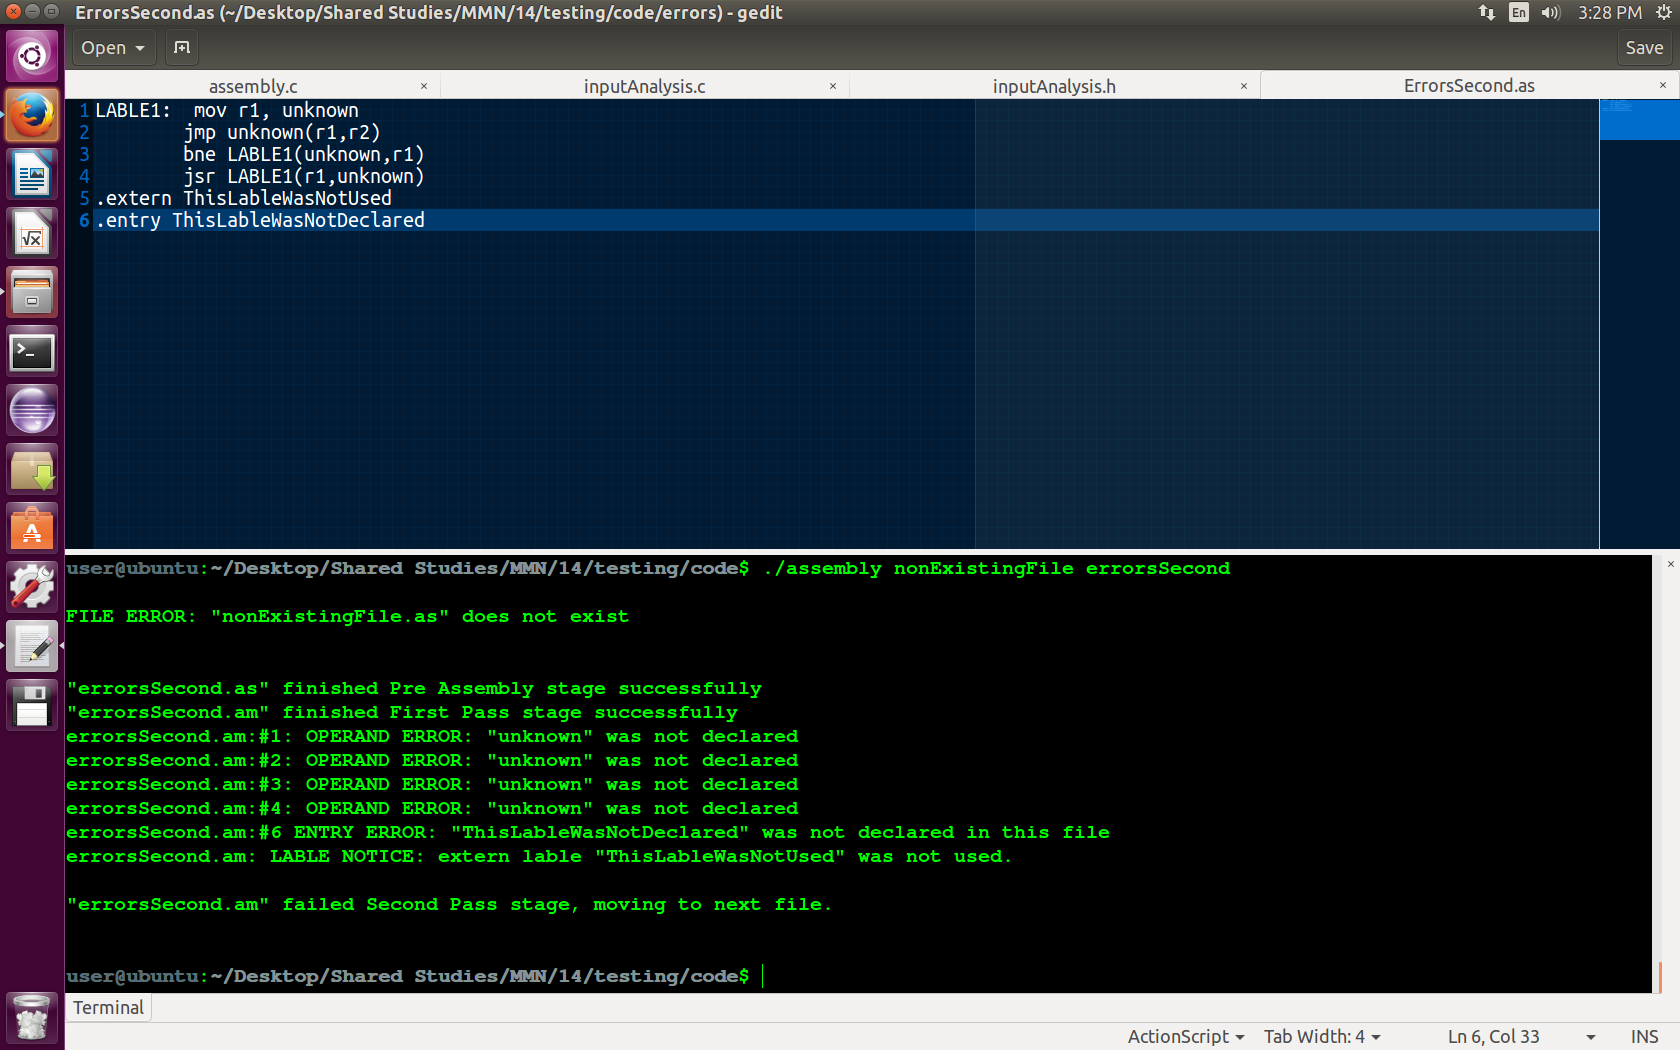 ErrorsSecond.as (~/Desktop/Shared Studies/MMN/14/testing/code/errors) - gedit
En 3:28 PM
Open Save
assembly.c × inputAnalysis.c × inputAnalysis.h × ErrorsSecond.as ×
1 LABLE1:  mov r1, unknown
2         jmp unknown(r1,r2)
3         bne LABLE1(unknown,r1)
4         jsr LABLE1(r1,unknown)
5 .extern ThisLableWasNotUsed
6 .entry ThisLableWasNotDeclared
user@ubuntu:~/Desktop/Shared Studies/MMN/14/testing/code$ ./assembly nonExistingFile errorsSecond
FILE ERROR: "nonExistingFile.as" does not exist
"errorsSecond.as" finished Pre Assembly stage successfully
"errorsSecond.am" finished First Pass stage successfully
errorsSecond.am:#1: OPERAND ERROR: "unknown" was not declared
errorsSecond.am:#2: OPERAND ERROR: "unknown" was not declared
errorsSecond.am:#3: OPERAND ERROR: "unknown" was not declared
errorsSecond.am:#4: OPERAND ERROR: "unknown" was not declared
errorsSecond.am:#6 ENTRY ERROR: "ThisLableWasNotDeclared" was not declared in this file
errorsSecond.am: LABLE NOTICE: extern lable "ThisLableWasNotUsed" was not used.
"errorsSecond.am" failed Second Pass stage, moving to next file.
user@ubuntu:~/Desktop/Shared Studies/MMN/14/testing/code$
Terminal
ActionScript Tab Width: 4 Ln 6, Col 33 INS